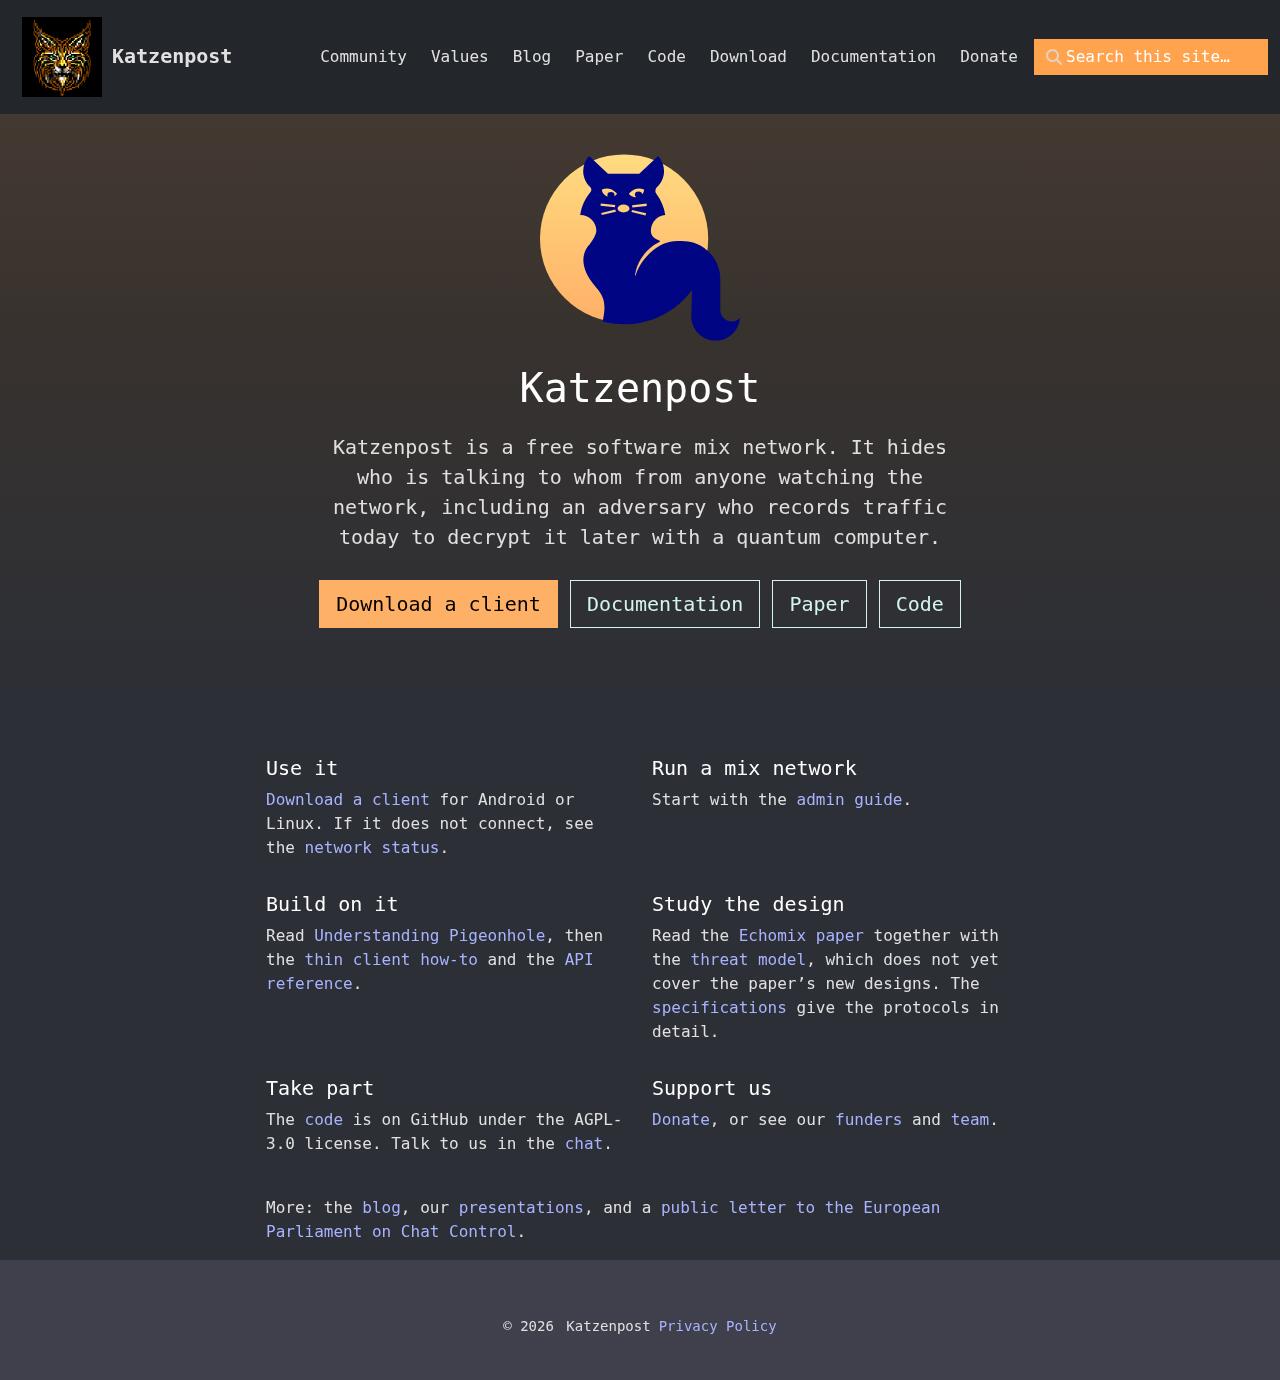 Katzenpost
Community Values Blog Paper Code Download Documentation Donate Search this site…
Katzenpost
Katzenpost is a free software mix network. It hides
who is talking to whom from anyone watching the
network, including an adversary who records traffic
today to decrypt it later with a quantum computer.
Download a client Documentation Paper Code
Use it
Download a client for Android or
Linux. If it does not connect, see
the network status.
Run a mix network
Start with the admin guide.
Build on it
Read Understanding Pigeonhole, then
the thin client how-to and the API
reference.
Study the design
Read the Echomix paper together with
the threat model, which does not yet
cover the paper’s new designs. The
specifications give the protocols in
detail.
Take part
The code is on GitHub under the AGPL-
3.0 license. Talk to us in the chat.
Support us
Donate, or see our funders and team.
More: the blog, our presentations, and a public letter to the European
Parliament on Chat Control.
© 2026 Katzenpost Privacy Policy